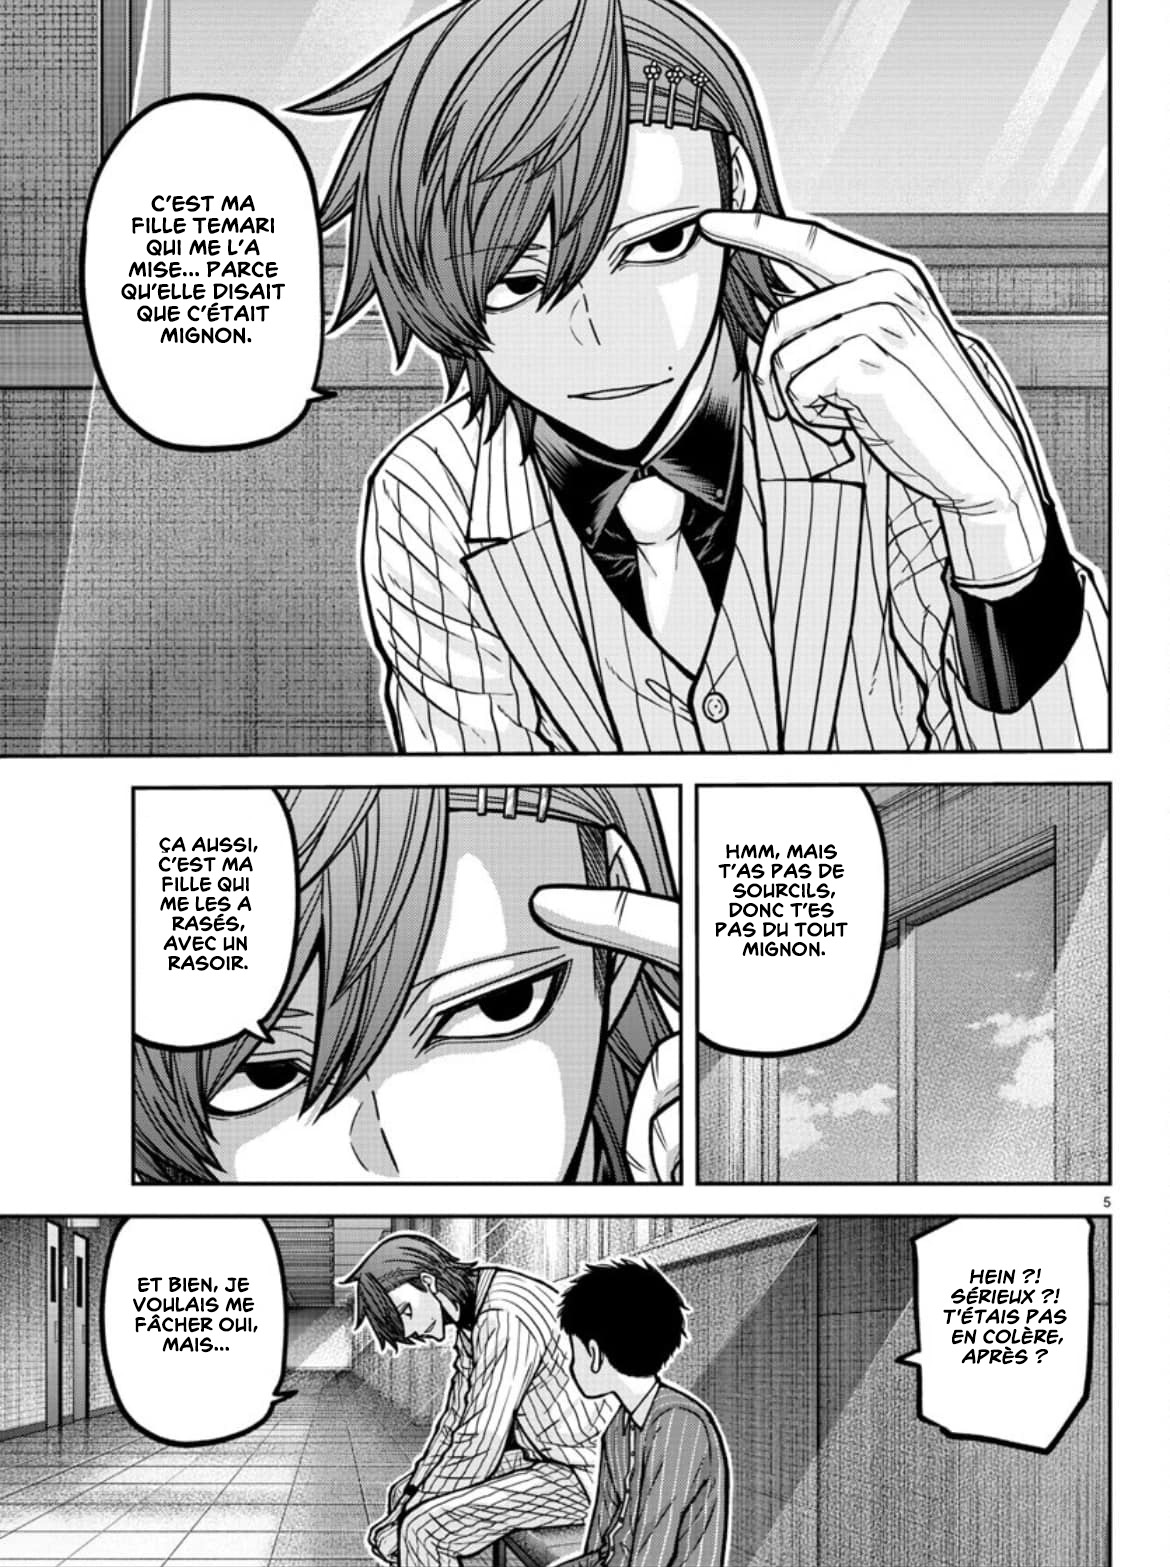 C'EST MA
FILLE TEMARI
QUI ME L'A
MISE... PARCE
QU'ELLE DISAIT
QUE C'ÉTAIT
MIGNON.
HMM, MAIS
T'AS PAS DE
SOURCILS,
DONC T'ES
PAS DU TOUT
MIGNON.
ÇA AUSSI,
C'EST MA
FILLE QUI
ME LES A
RASÉS,
AVEC UN
RASOIR.
5
HEIN ?!
SÉRIEUX ?!
T'ÉTAIS PAS
EN COLÈRE,
APRÈS ?
ET BIEN, JE
VOULAIS ME
FÂCHER OUI,
MAIS...